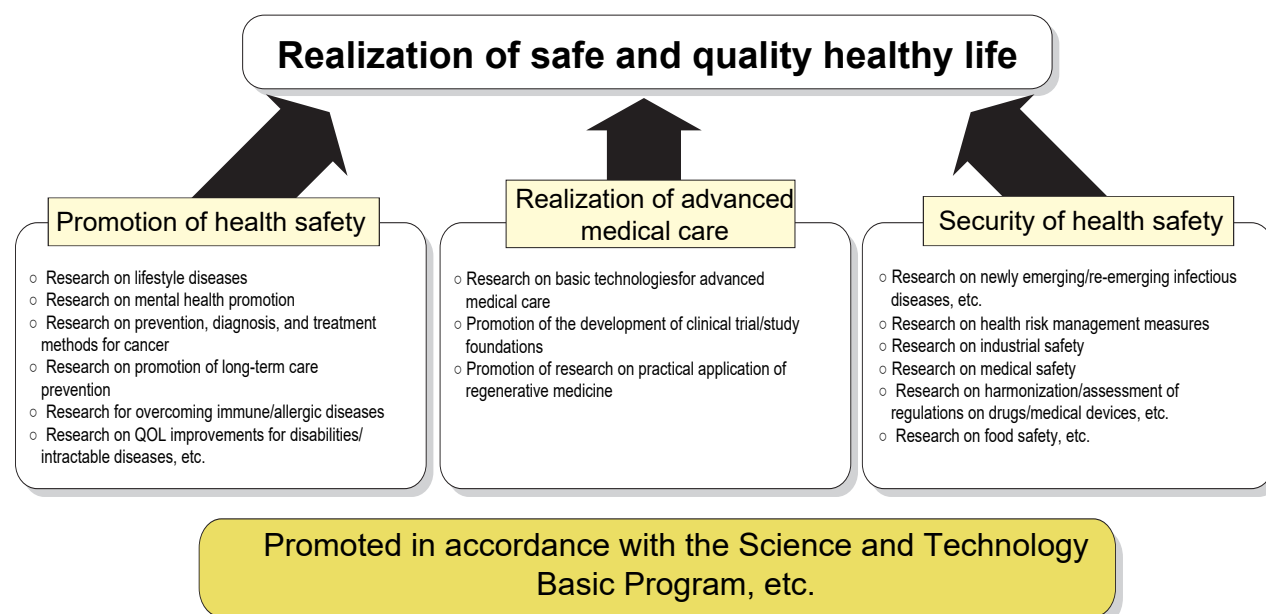 Realization of safe and quality healthy life
Promotion of health safety
○ Research on lifestyle diseases
○ Research on mental health promotion
○ Research on prevention, diagnosis, and treatment
methods for cancer
○ Research on promotion of long-term care
prevention
○ Research for overcoming immune/allergic diseases
○ Research on QOL improvements for disabilities/
intractable diseases, etc.
Realization of advanced
medical care
○ Research on basic technologiesfor advanced
medical care
○ Promotion of the development of clinical trial/study
foundations
○ Promotion of research on practical application of
regenerative medicine
Security of health safety
○ Research on newly emerging/re-emerging infectious
diseases, etc.
○ Research on health risk management measures
○ Research on industrial safety
○ Research on medical safety
○ Research on harmonization/assessment of
regulations on drugs/medical devices, etc.
○ Research on food safety, etc.
Promoted in accordance with the Science and Technology
Basic Program, etc.